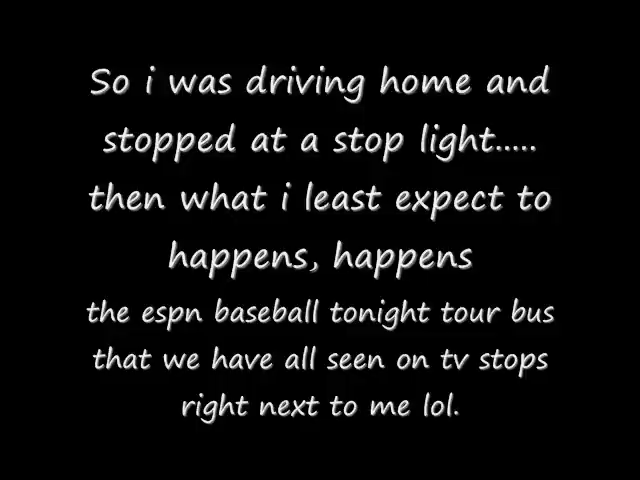 So i was driving home and
stopped at a stop light.....
then what i least expect to
happens, happens
the espn baseball tonight tour bus
that we have all seen on tv stops
right next to me lol.